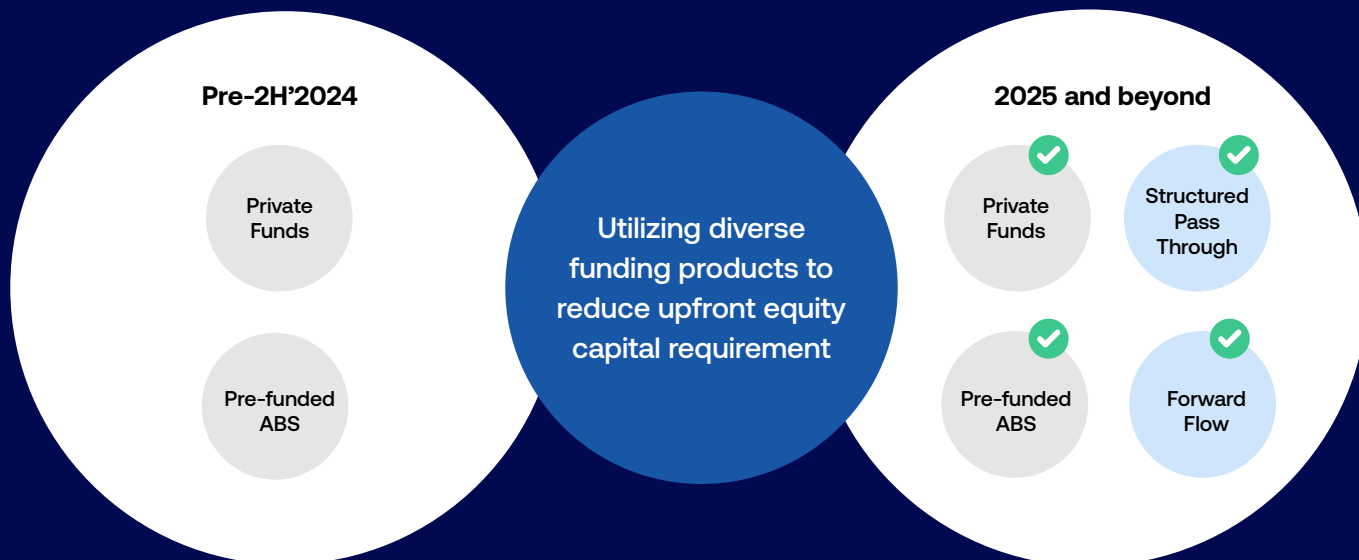 Pre-2H’2024
Private
Funds
Pre-funded
ABS
Utilizing diverse
funding products to
reduce upfront equity
capital requirement
2025 and beyond
Private
Funds
Structured
Pass
Through
Pre-funded
ABS
Forward
Flow